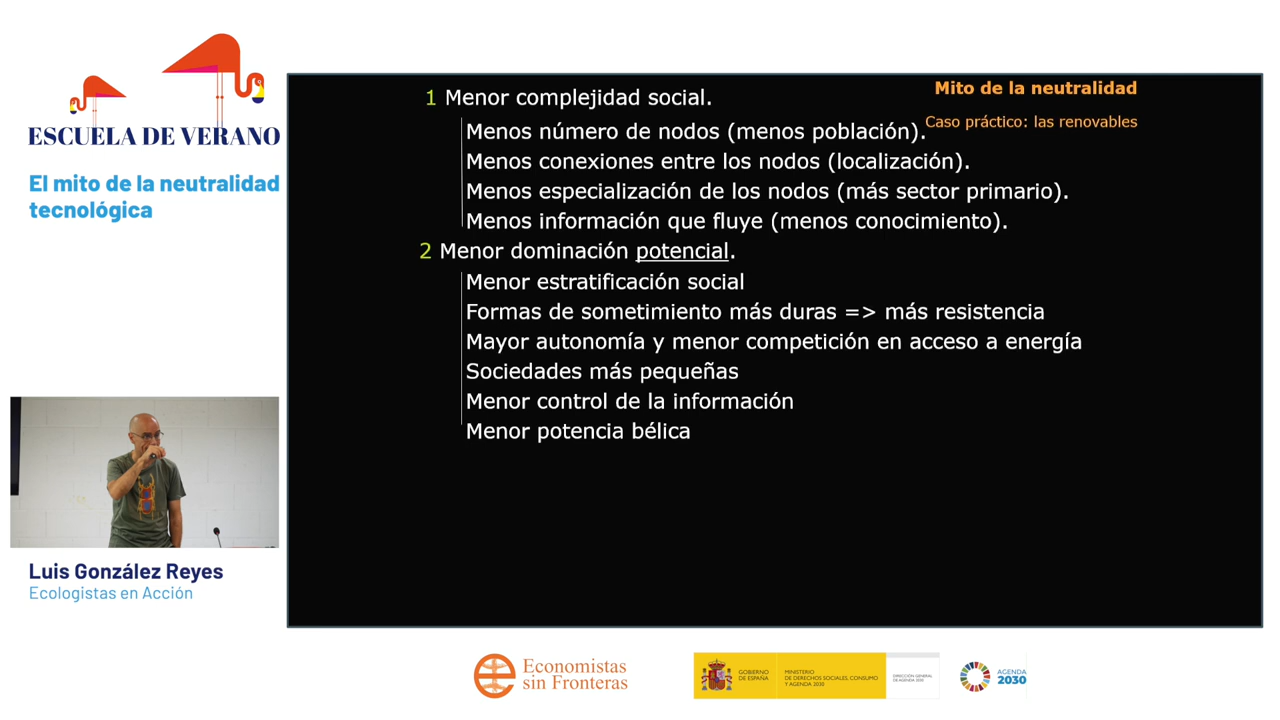 ESCUELA DE VERANO
El mito de la neutralidad
tecnológica
Mito de la neutralidad
Caso práctico: las renovables
1 Menor complejidad social.
Menos número de nodos (menos población).
Menos conexiones entre los nodos (localización).
Menos especialización de los nodos (más sector primario).
Menos información que fluye (menos conocimiento).
2 Menor dominación potencial.
Menor estratificación social
Formas de sometimiento más duras => más resistencia
Mayor autonomía y menor competición en acceso a energía
Sociedades más pequeñas
Menor control de la información
Menor potencia bélica
Luis González Reyes
Ecologistas en Acción
Economistas
sin Fronteras
GOBIERNO
DE ESPAÑA
MINISTERIO
DE DERECHOS SOCIALES, CONSUMO
Y AGENDA 2030
DIRECCIÓN GENERAL
DE AGENDA 2030
AGENDA
2030